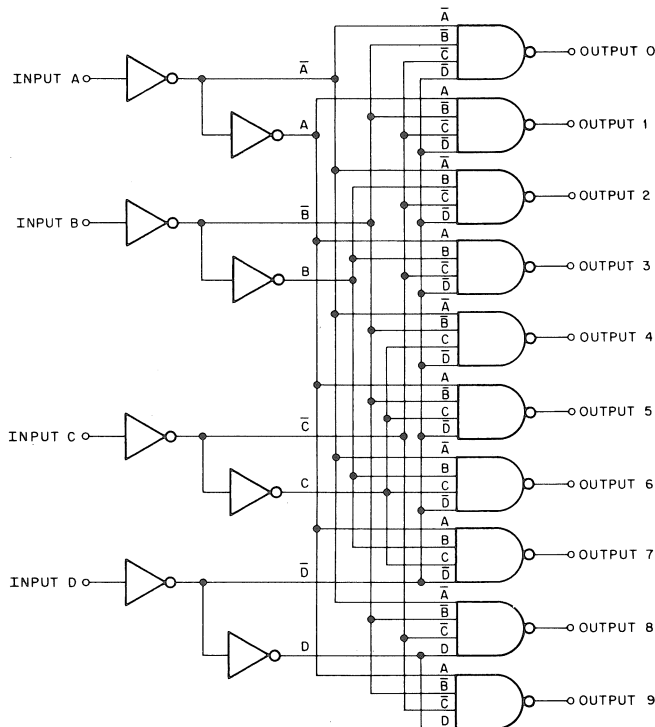 A̅
B̅
C̅
D̅
OUTPUT 0
INPUT A
A̅
A
A
B̅
C̅
D̅
OUTPUT 1
A̅
B
C̅
D̅
OUTPUT 2
INPUT B
B̅
B
A
B
C̅
D̅
OUTPUT 3
A̅
B̅
C
D̅
OUTPUT 4
A
B̅
C
D̅
OUTPUT 5
INPUT C
C̅
C
A̅
B
C
D̅
OUTPUT 6
A
B
C
D̅
OUTPUT 7
INPUT D
D̅
D
A̅
B̅
C̅
D
OUTPUT 8
A
B̅
C̅
D
OUTPUT 9